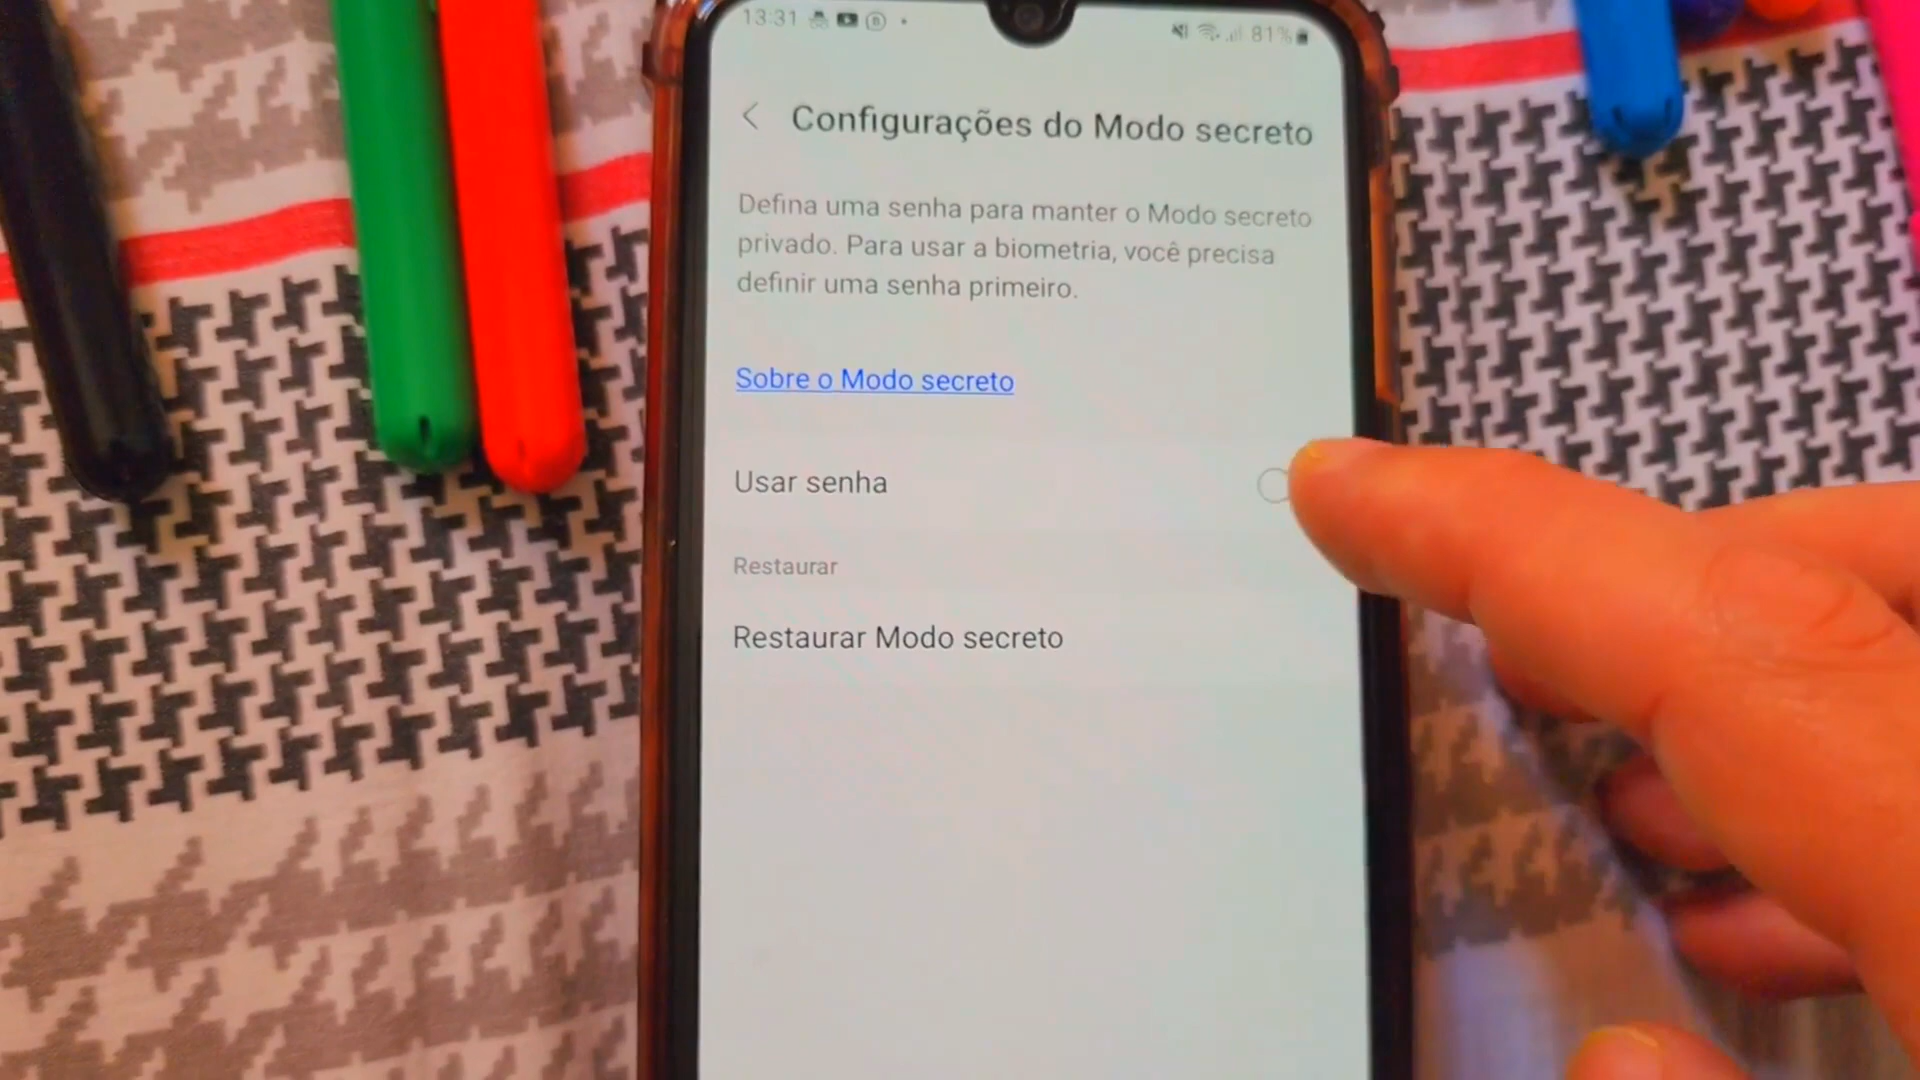 13:31 81%
Configurações do Modo secreto
Defina uma senha para manter o Modo secreto
privado. Para usar a biometria, você precisa
definir uma senha primeiro.
Sobre o Modo secreto
Usar senha
Restaurar
Restaurar Modo secreto